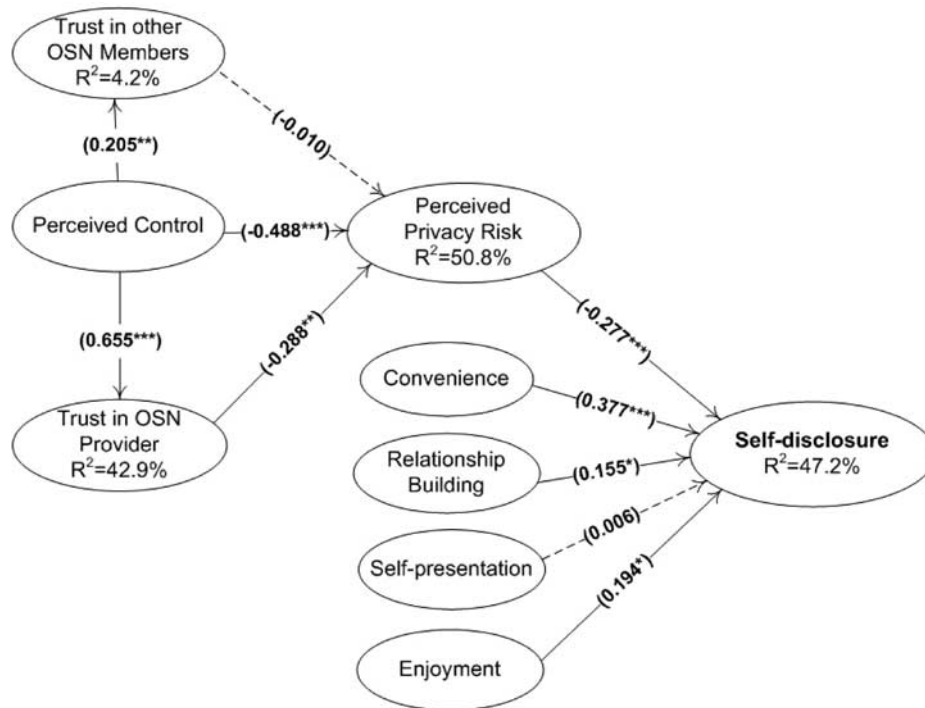 Trust in other
OSN Members
R²=4.2%
(-0.010)
(0.205**)
Perceived Control
(-0.488***)
Perceived
Privacy Risk
R²=50.8%
(0.655***)
(-0.288**)
(-0.277***)
Trust in OSN
Provider
R²=42.9%
Convenience
(0.377***)
Relationship
Building
(0.155*)
Self-disclosure
R²=47.2%
Self-presentation
(0.006)
Enjoyment
(0.194*)